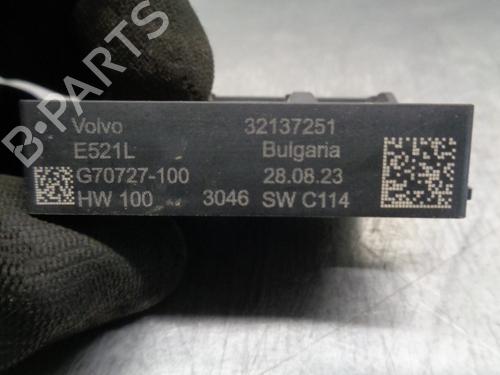 Volvo 32137251
E521L Bulgaria
G70727-100 28.08.23
HW 100 3046 SW C114
B-PARTS